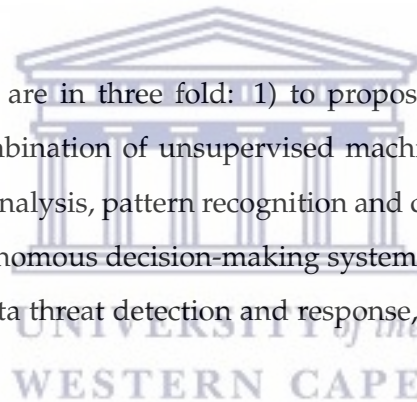 are in three fold: 1) to propos
mbination of unsupervised machi
nalysis, pattern recognition and
nomous decision-making system
ta threat detection and response,
UNIVERSITY of the
WESTERN CAPE